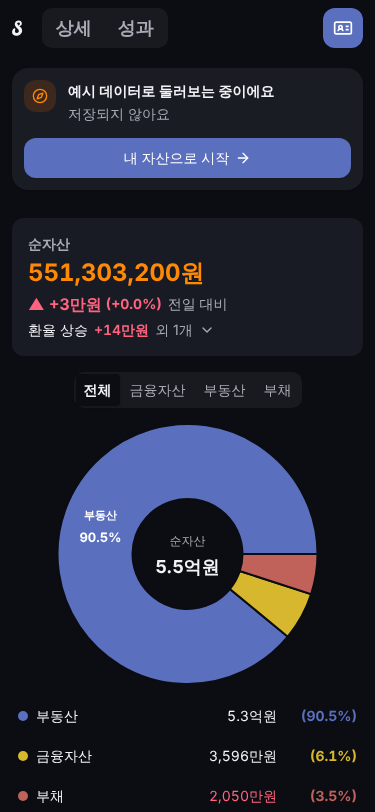 S
상세 성과
예시 데이터로 둘러보는 중이에요
저장되지 않아요
내 자산으로 시작 →
순자산
551,303,200원
▲ +3만원 (+0.0%) 전일 대비
환율 상승 +14만원 외 1개
전체 금융자산 부동산 부채
부동산
90.5%
순자산
5.5억원
부동산 5.3억원 (90.5%)
금융자산 3,596만원 (6.1%)
부채 2,050만원 (3.5%)